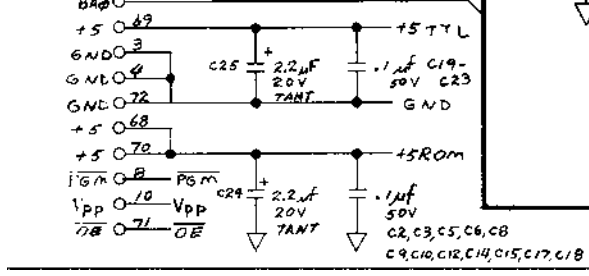 BAØ
+5 69 +5 TTL
GND 3
C25 + 2.2µF 20V TANT
.1µf 50V C19-C23
GND 4
GND 72 GND
+5 68
+5 70 +5ROM
PGM 8 PGM
C24 + 2.2µf 20V TANT
.1µf 50V
Vpp 10 Vpp
OE 71 OE
C2,C3,C5,C6,C8
C9,C10,C12,C14,C15,C17,C18